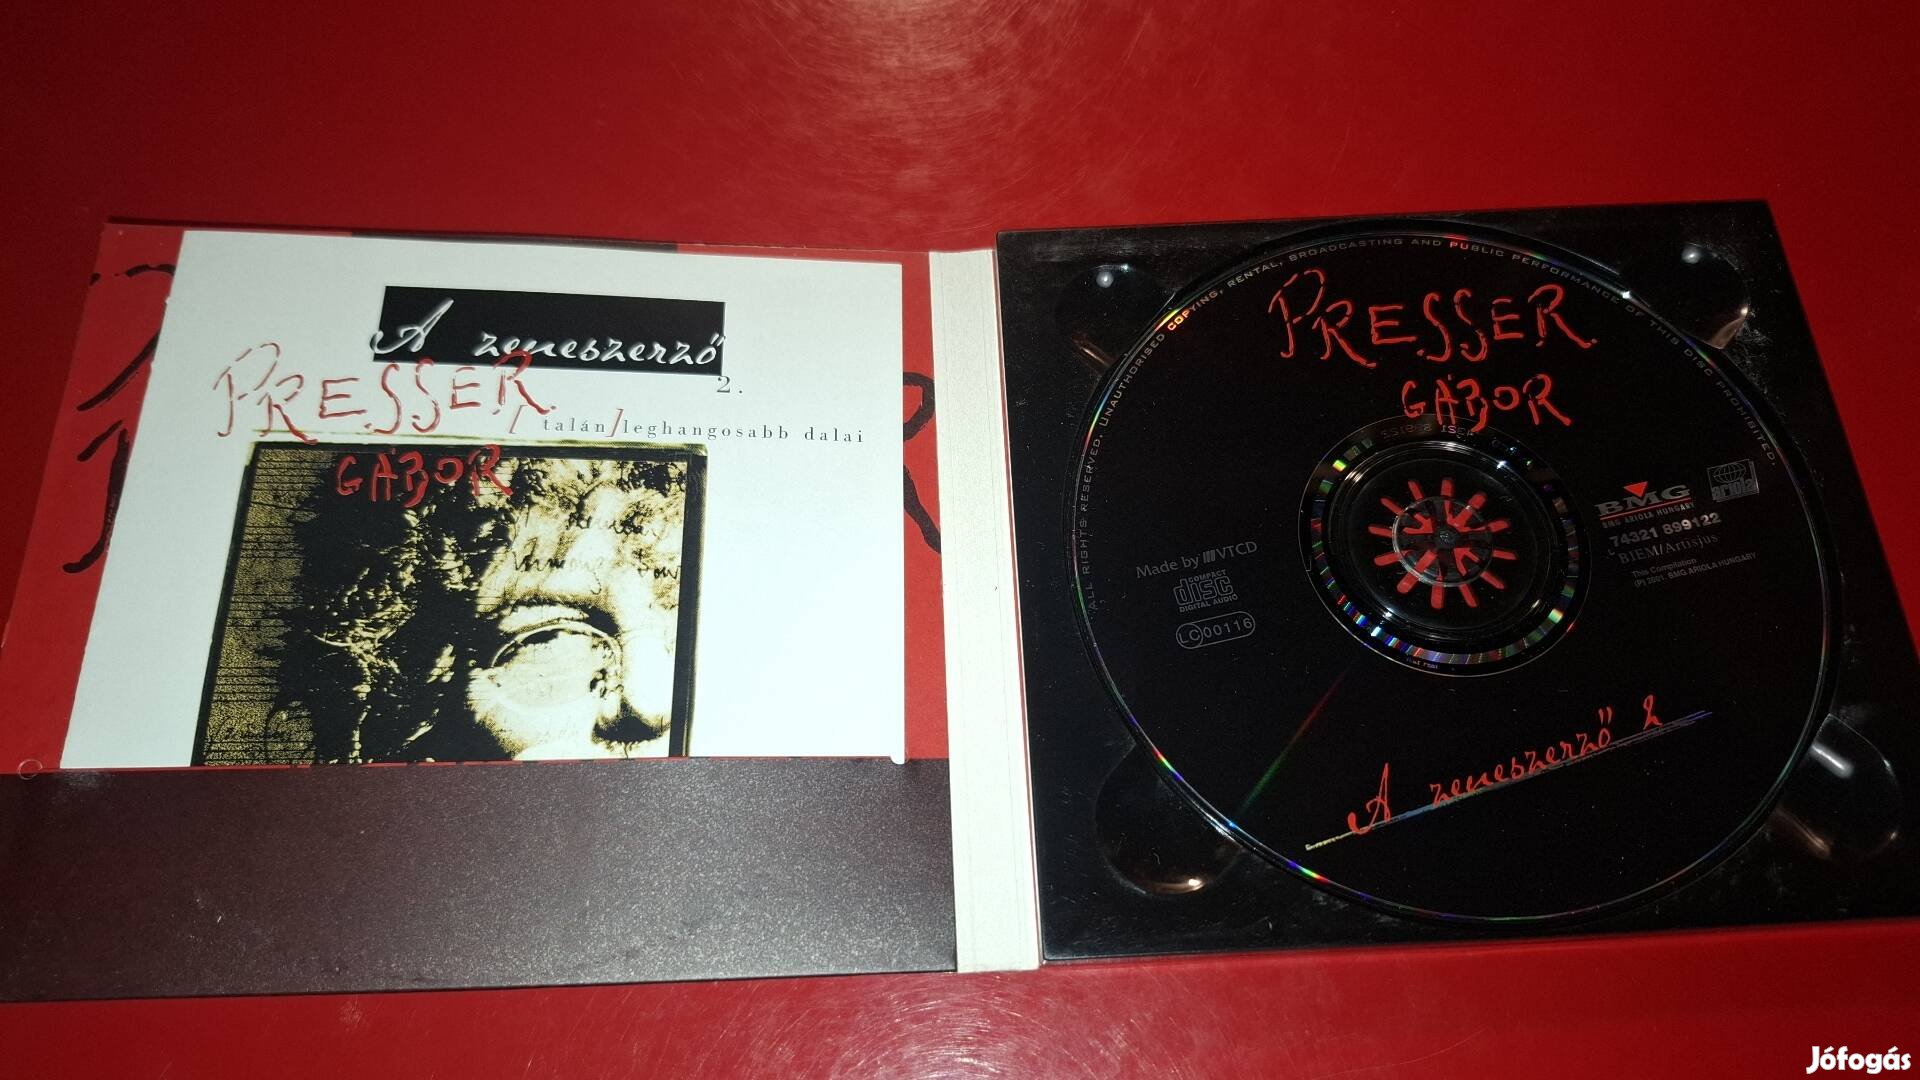 A zeneszerző
PRESSER
2.
[talán] leghangosabb dalai
GÁBOR
ALL RIGHTS RESERVED. UNAUTHORISED COPYING, RENTAL, BROADCASTING AND PUBLIC PERFORMANCE OF THIS DISC PROHIBITED.
PRESSER
GÁBOR
BMG
BMG ARIOLA HUNGARY
ariola
74321 899122
BIEM/Artisjus
This Compilation
(P) 2001. BMG ARIOLA HUNGARY
Made by VTCD
COMPACT
disc
DIGITAL AUDIO
LC 00116
A zeneszerző 2
Jófogás